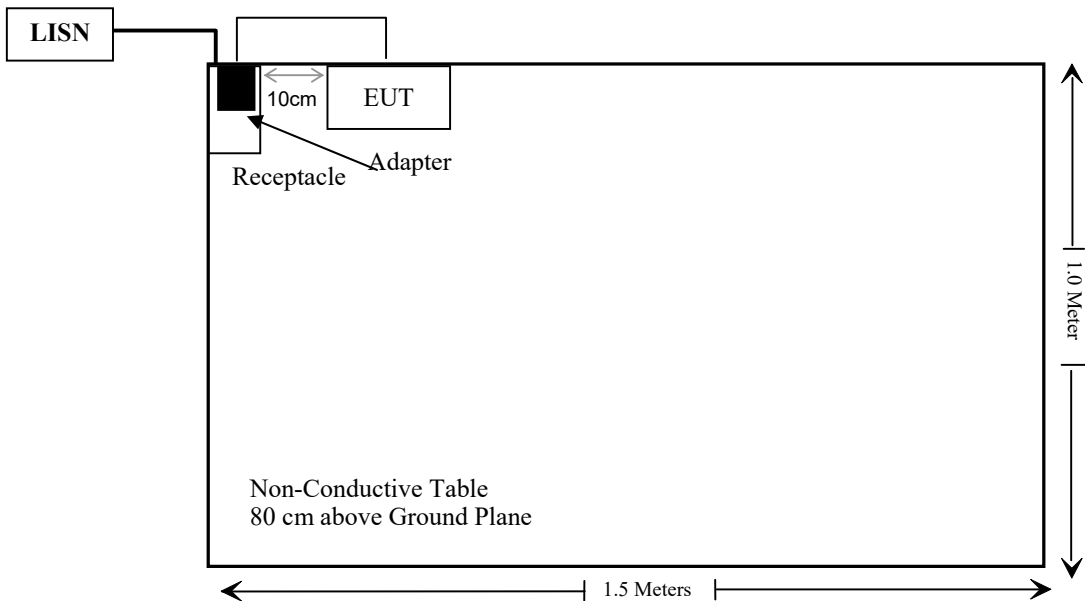 LISN
10cm
EUT
Adapter
Receptacle
1.0 Meter
Non-Conductive Table
80 cm above Ground Plane
1.5 Meters